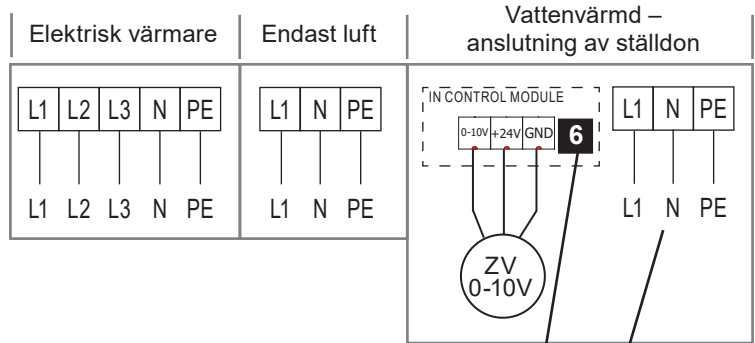 Elektrisk värmare
Endast luft
Vattenvärmd –
anslutning av ställdon
L1 L2 L3 N PE
L1 L2 L3 N PE
L1 N PE
L1 N PE
IN CONTROL MODULE
0-10V +24V GND 6
ZV
0-10V
L1 N PE
L1 N PE